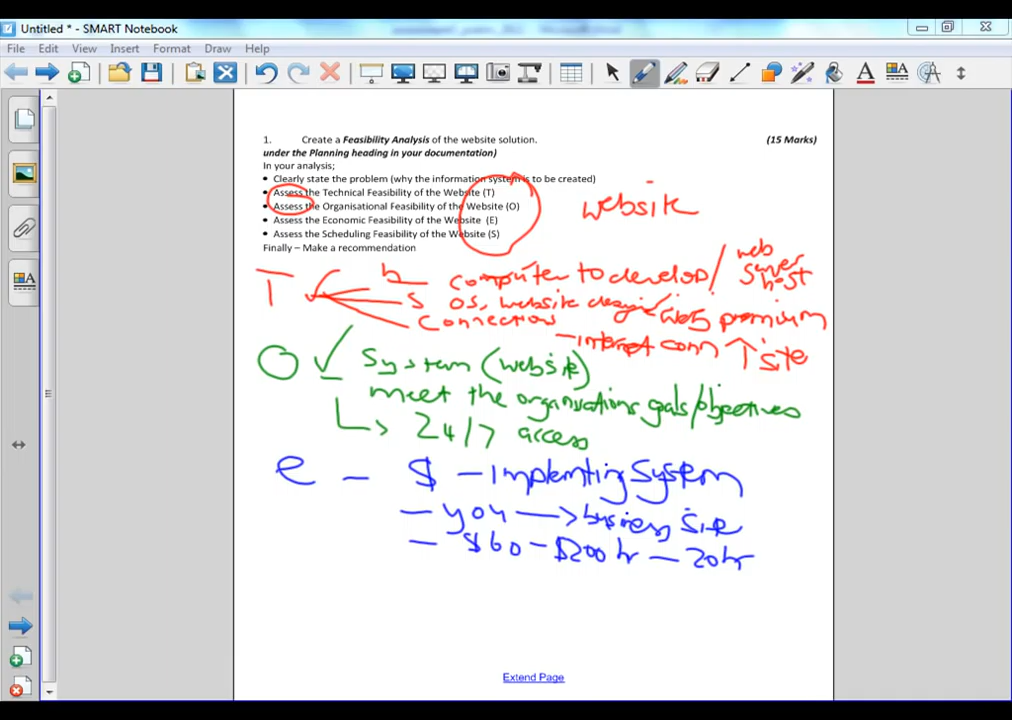 Untitled * - SMART Notebook
File Edit View Insert Format Draw Help
1. Create a Feasibility Analysis of the website solution. (15 Marks)
under the Planning heading in your documentation)
In your analysis;
• Clearly state the problem (why the information system is to be created)
• Assess the Technical Feasibility of the Website (T)
• Assess the Organisational Feasibility of the Website (O)
• Assess the Economic Feasibility of the Website (E)
• Assess the Scheduling Feasibility of the Website (S)
Finally – Make a recommendation
website
T h computer to develop/ web server host
S OS, website design/ premium
Connections
- internet conn ↑ site
O ✓ System (website)
meet the organisations goals/objectives
24/7 access
e - $ - Implementing System
- you → business site
- $60 - $200 hr - 20hr
Extend Page